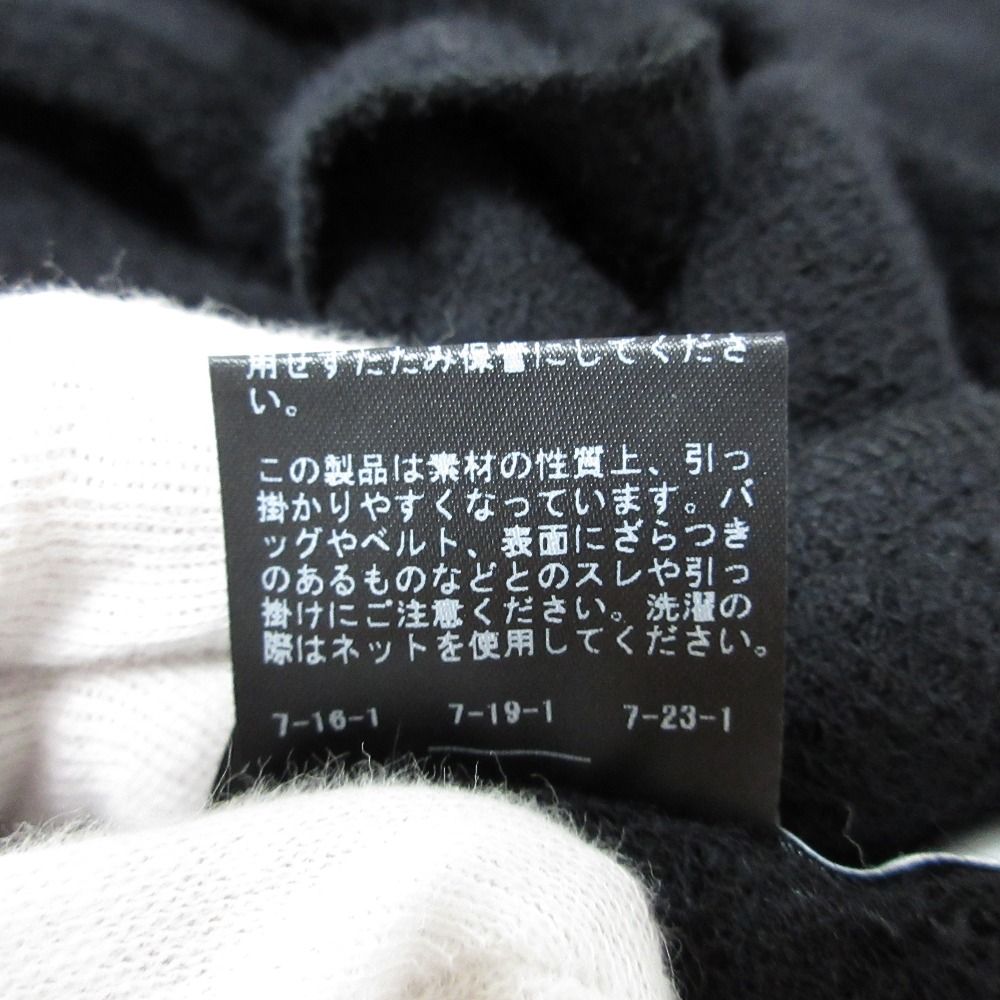 用せずたたみ保管にしてくださ
い。
この製品は素材の性質上、引っ
掛かりやすくなっています。バ
ッグやベルト、表面にざらつき
のあるものなどとのスレや引っ
掛けにご注意ください。洗濯の
際はネットを使用してください。
7-16-1 7-19-1 7-23-1